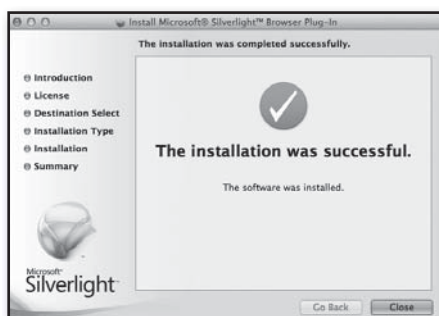 Install Microsoft® Silverlight™ Browser Plug-In
The installation was completed successfully.
Introduction
License
Destination Select
Installation Type
Installation
Summary
The installation was successful.
The software was installed.
Microsoft®
Silverlight™
Go Back
Close